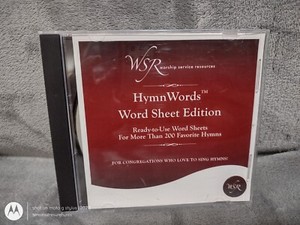 WSR worship service resources
HymnWords™
Word Sheet Edition
Ready-to-Use Word Sheets
For More Than 200 Favorite Hymns
FOR CONGREGATIONS WHO LOVE TO SING HYMNS!
WSR